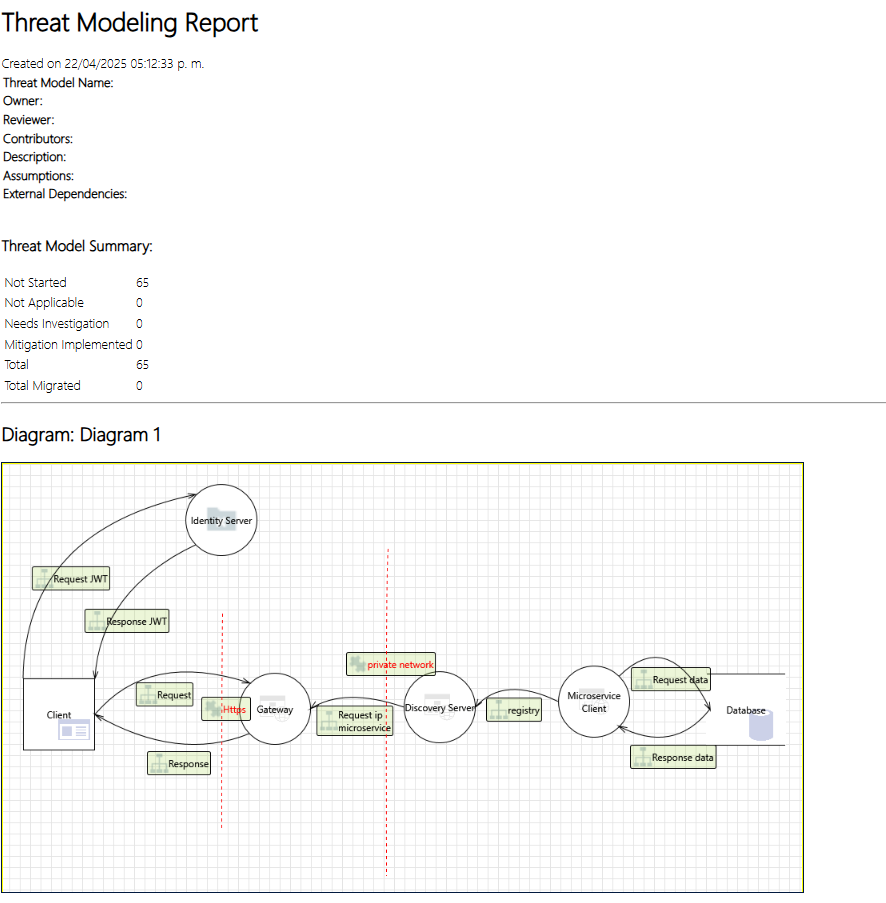 Threat Modeling Report
Created on 22/04/2025 05:12:33 p. m.
Threat Model Name:
Owner:
Reviewer:
Contributors:
Description:
Assumptions:
External Dependencies:
Threat Model Summary:
Not Started 65
Not Applicable 0
Needs Investigation 0
Mitigation Implemented 0
Total 65
Total Migrated 0
Diagram: Diagram 1
Identity Server
Request JWT
Response JWT
private network
Request
Https
Client
Gateway
Request ip
microservice
Discovery Server
registry
Microservice
Client
Request data
Database
Response
Response data